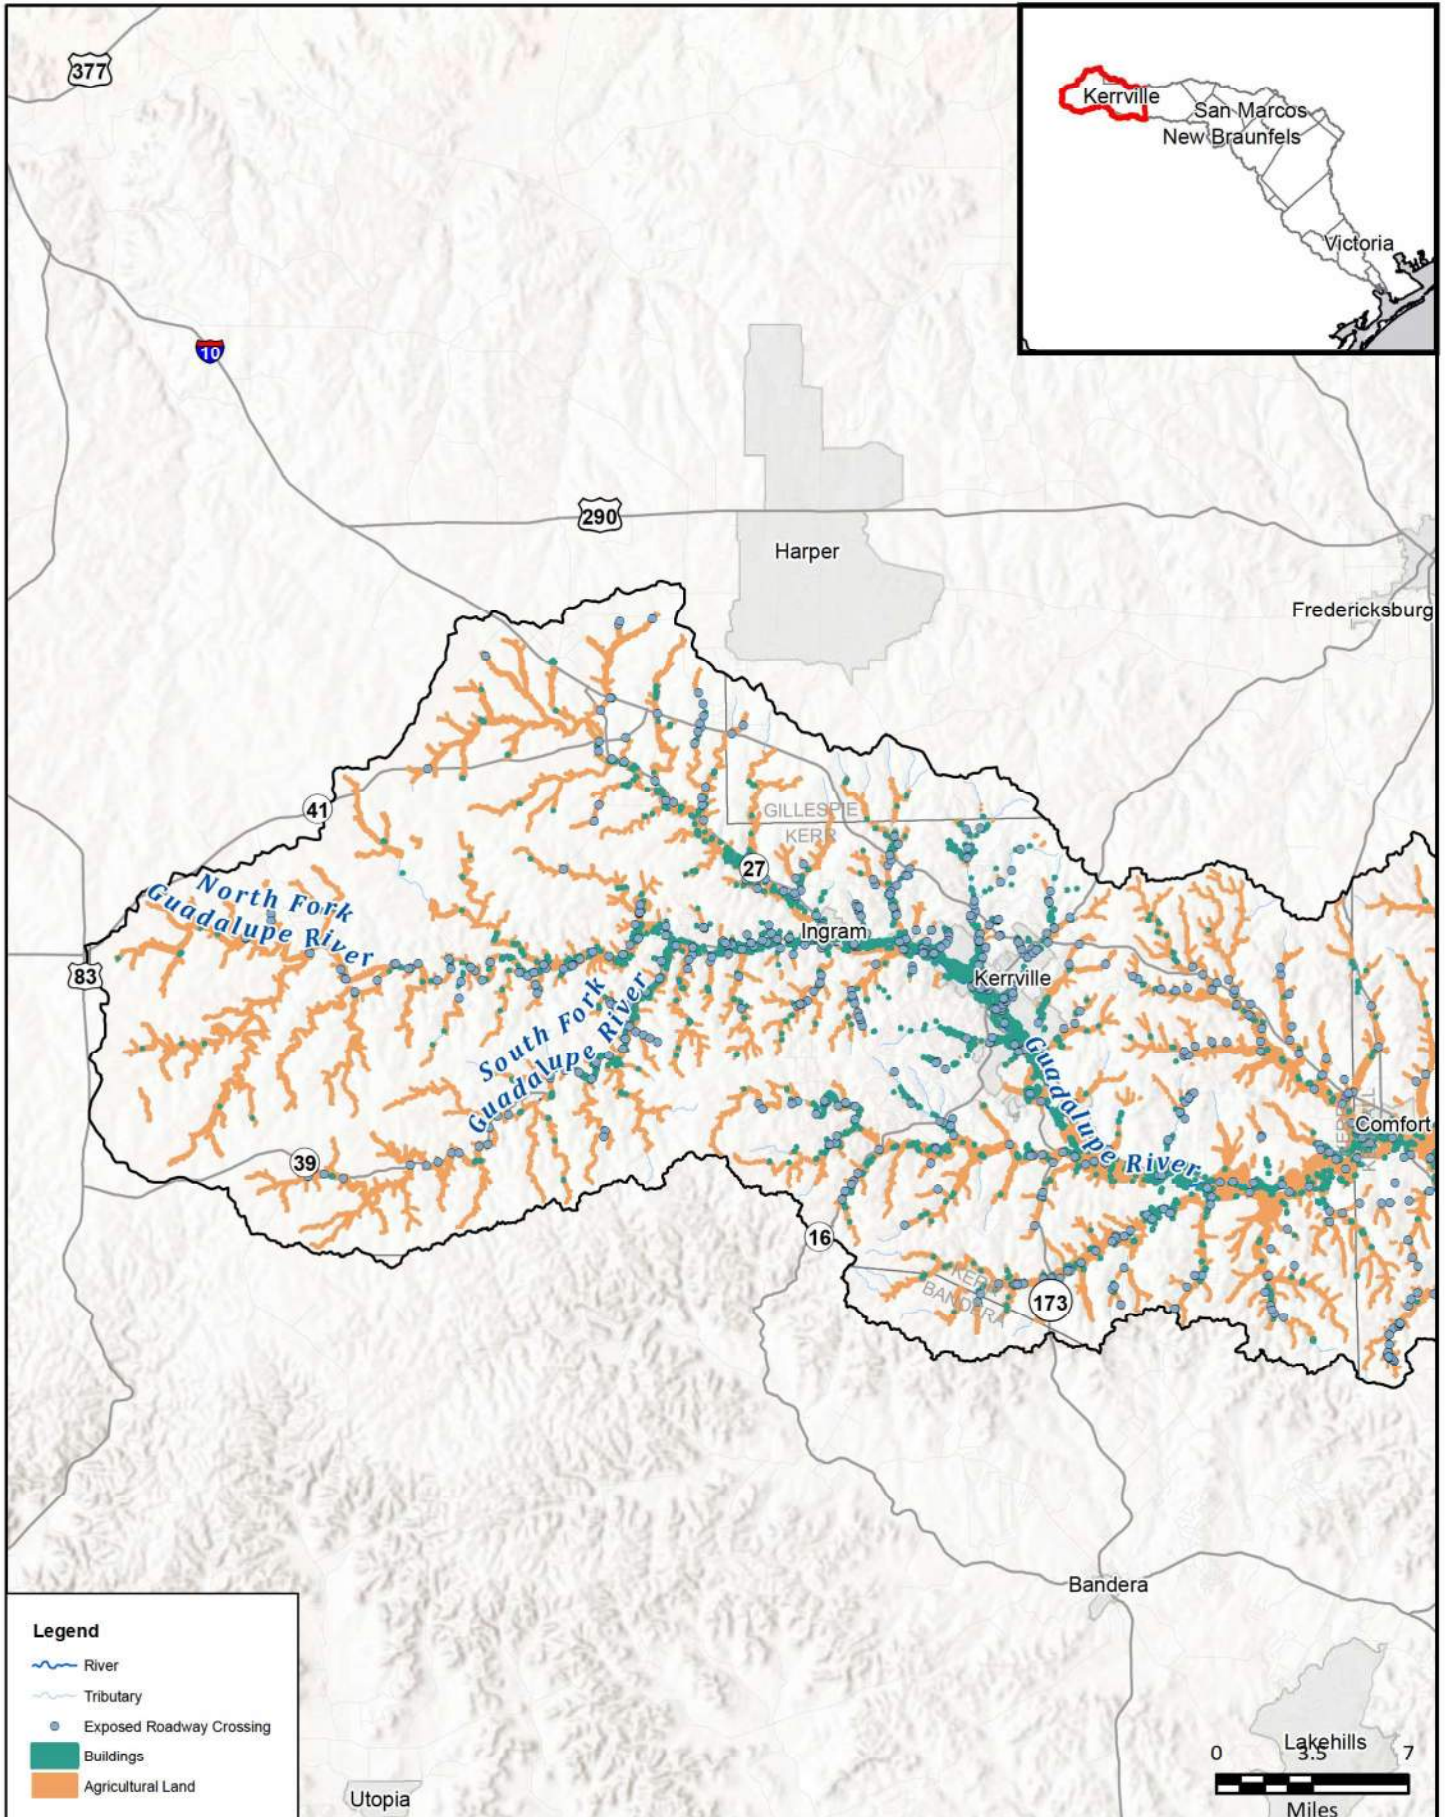 377
Kerrville
San Marcos
New Braunfels
Victoria
10
290
Harper
Fredericksburg
41
GILLESPIE
KERR
27
North Fork
Guadalupe River
Ingram
83
Kerrville
South Fork
Guadalupe River
Guadalupe River
Comfort
39
16
KERR
BANDERA
173
Bandera
Legend
River
Tributary
Exposed Roadway Crossing
Buildings
Agricultural Land
Utopia
Lakehills
0 3.5 7
Miles